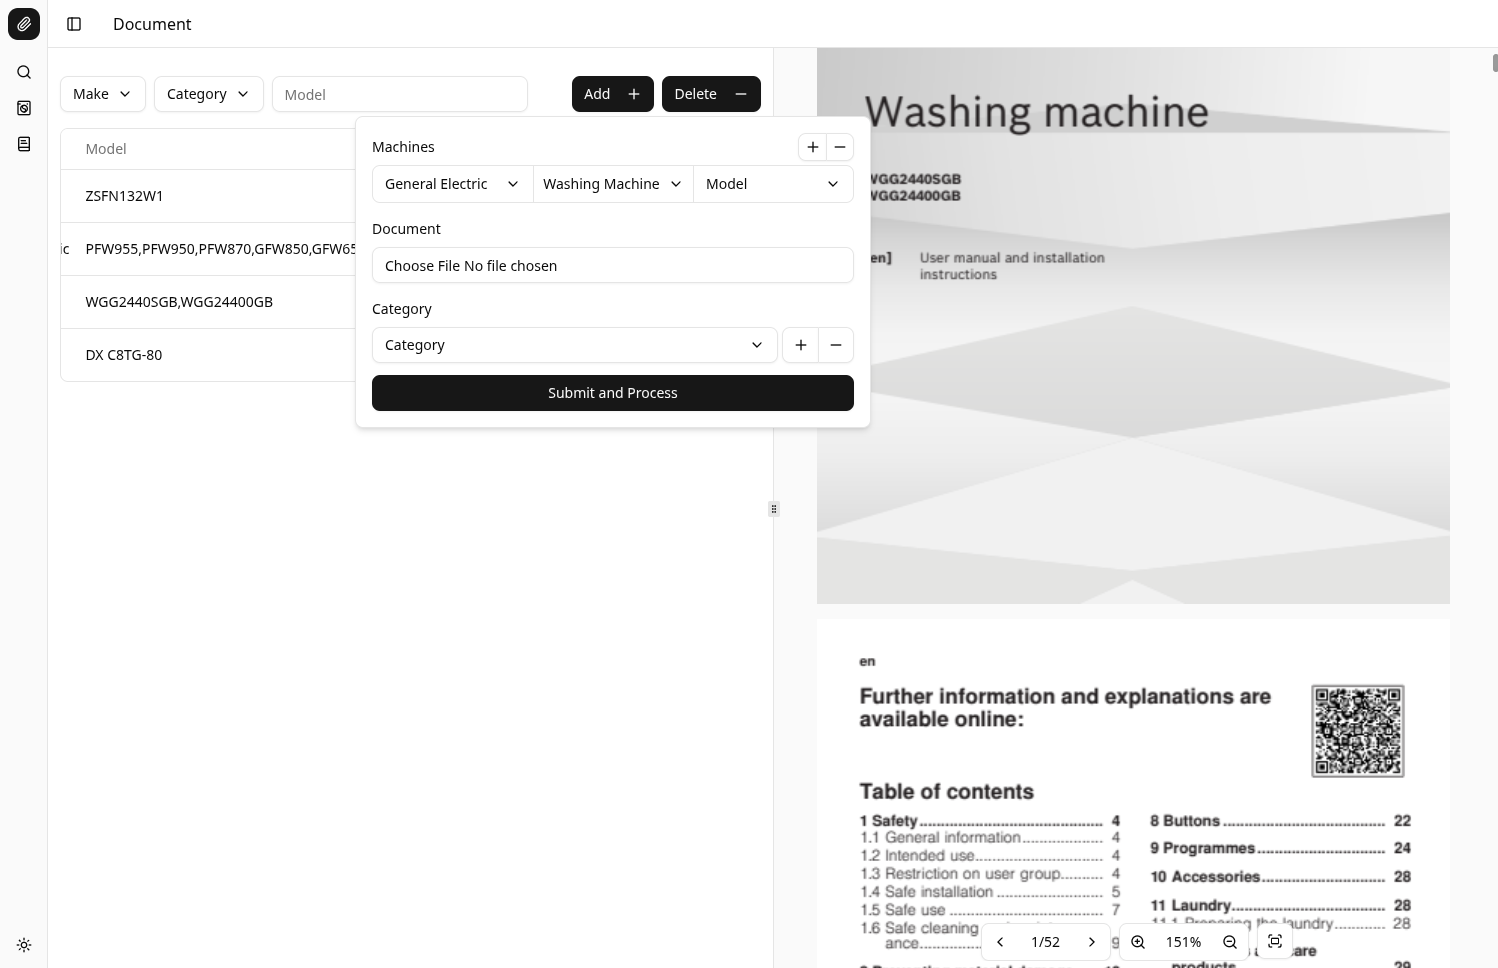 Document
Make
Category
Model
Add
Delete
Model
ZSFN132W1
ic PFW955,PFW950,PFW870,GFW850,GFW65
WGG2440SGB,WGG24400GB
DX C8TG-80
Machines
General Electric
Washing Machine
Model
Document
Choose File No file chosen
Category
Category
Submit and Process
Washing machine
WGG2440SGB
WGG24400GB
en] User manual and installation
instructions
en
Further information and explanations are
available online:
Table of contents
1 Safety 4
1.1 General information 4
1.2 Intended use 4
1.3 Restriction on user group 4
1.4 Safe installation 5
1.5 Safe use 7
1.6 Safe cleaning
ance 9
8 Buttons 22
9 Programmes 24
10 Accessories 28
11 Laundry 28
11.1 Preparing the laundry 28
care
products 29
1/52
151%